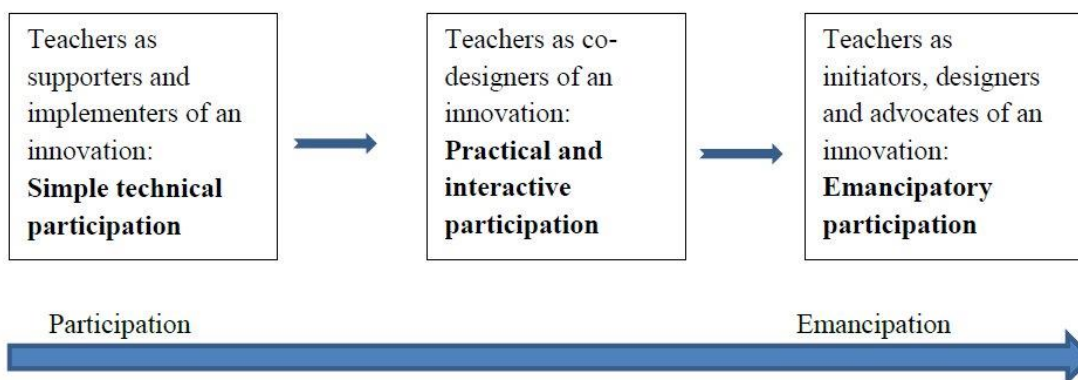 Teachers as
supporters and
implementers of an
innovation:
Simple technical
participation
Teachers as co-
designers of an
innovation:
Practical and
interactive
participation
Teachers as
initiators, designers
and advocates of an
innovation:
Emancipatory
participation
Participation
Emancipation